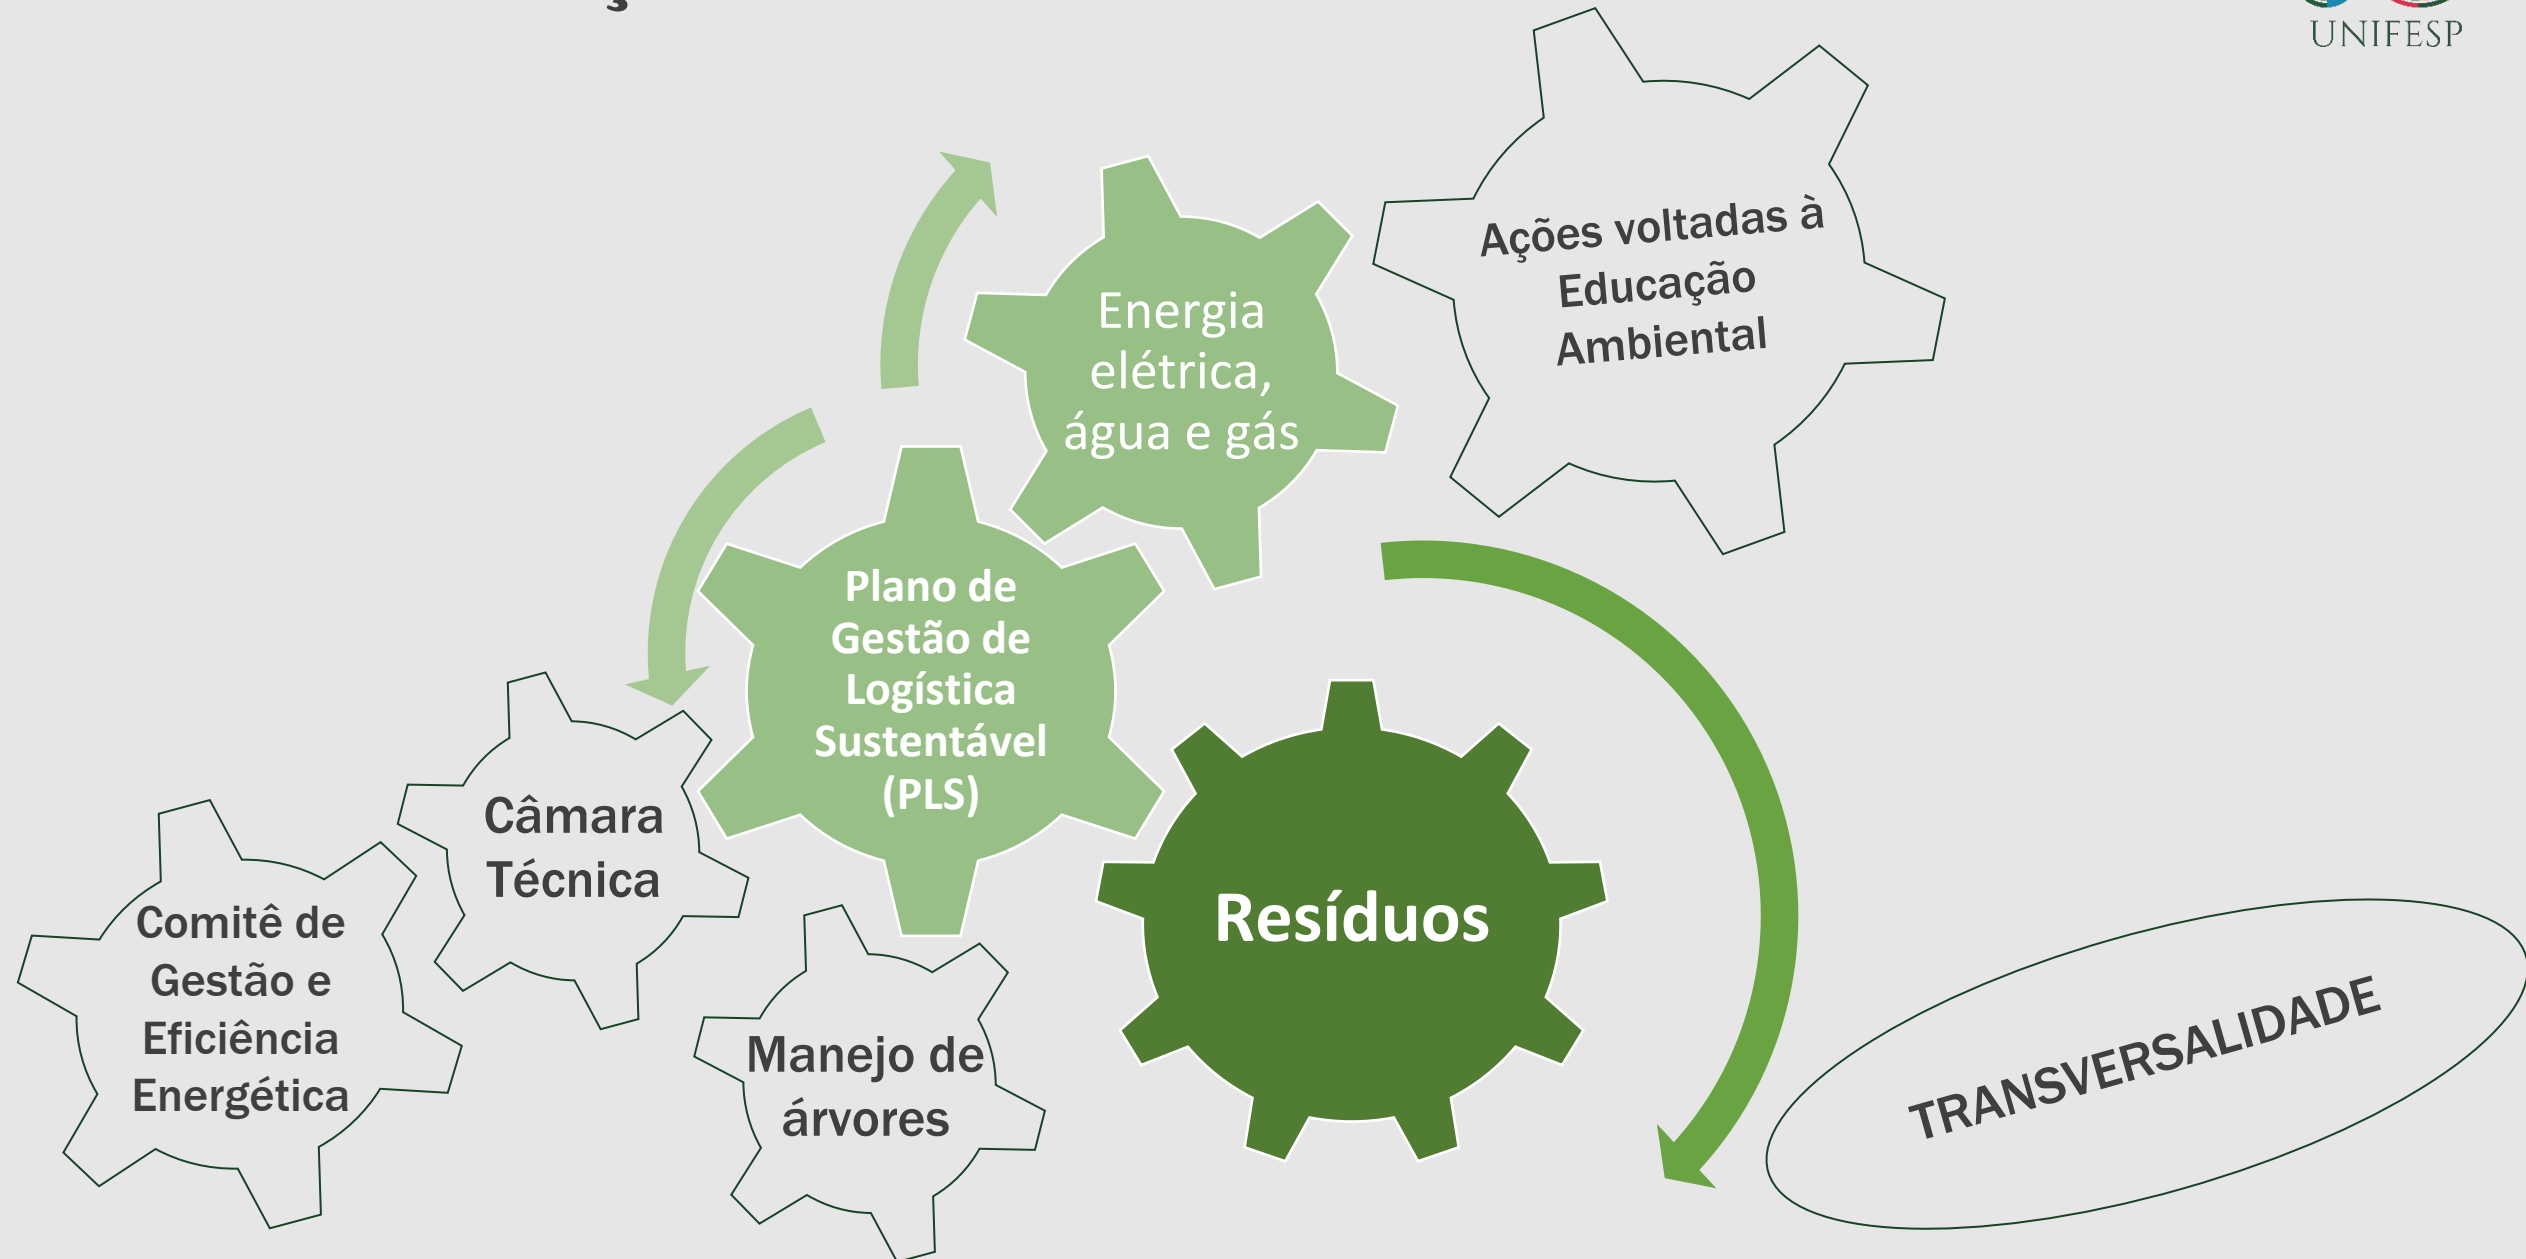 UNIFESP
Ações voltadas à
Educação
Ambiental
Energia
elétrica,
água e gás
Plano de
Gestão de
Logística
Sustentável
(PLS)
Câmara
Técnica
Comitê de
Gestão e
Eficiência
Energética
Manejo de
árvores
Resíduos
TRANSVERSALIDADE